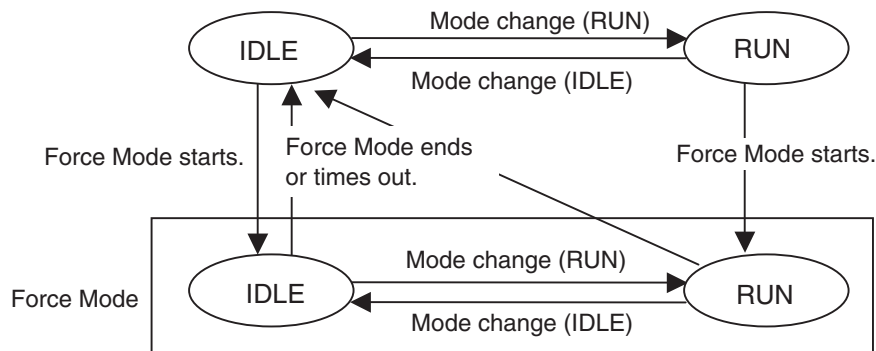 Mode change (RUN)
IDLE
RUN
Mode change (IDLE)
Force Mode starts.
Force Mode ends
or times out.
Force Mode starts.
Mode change (RUN)
IDLE
RUN
Force Mode
Mode change (IDLE)